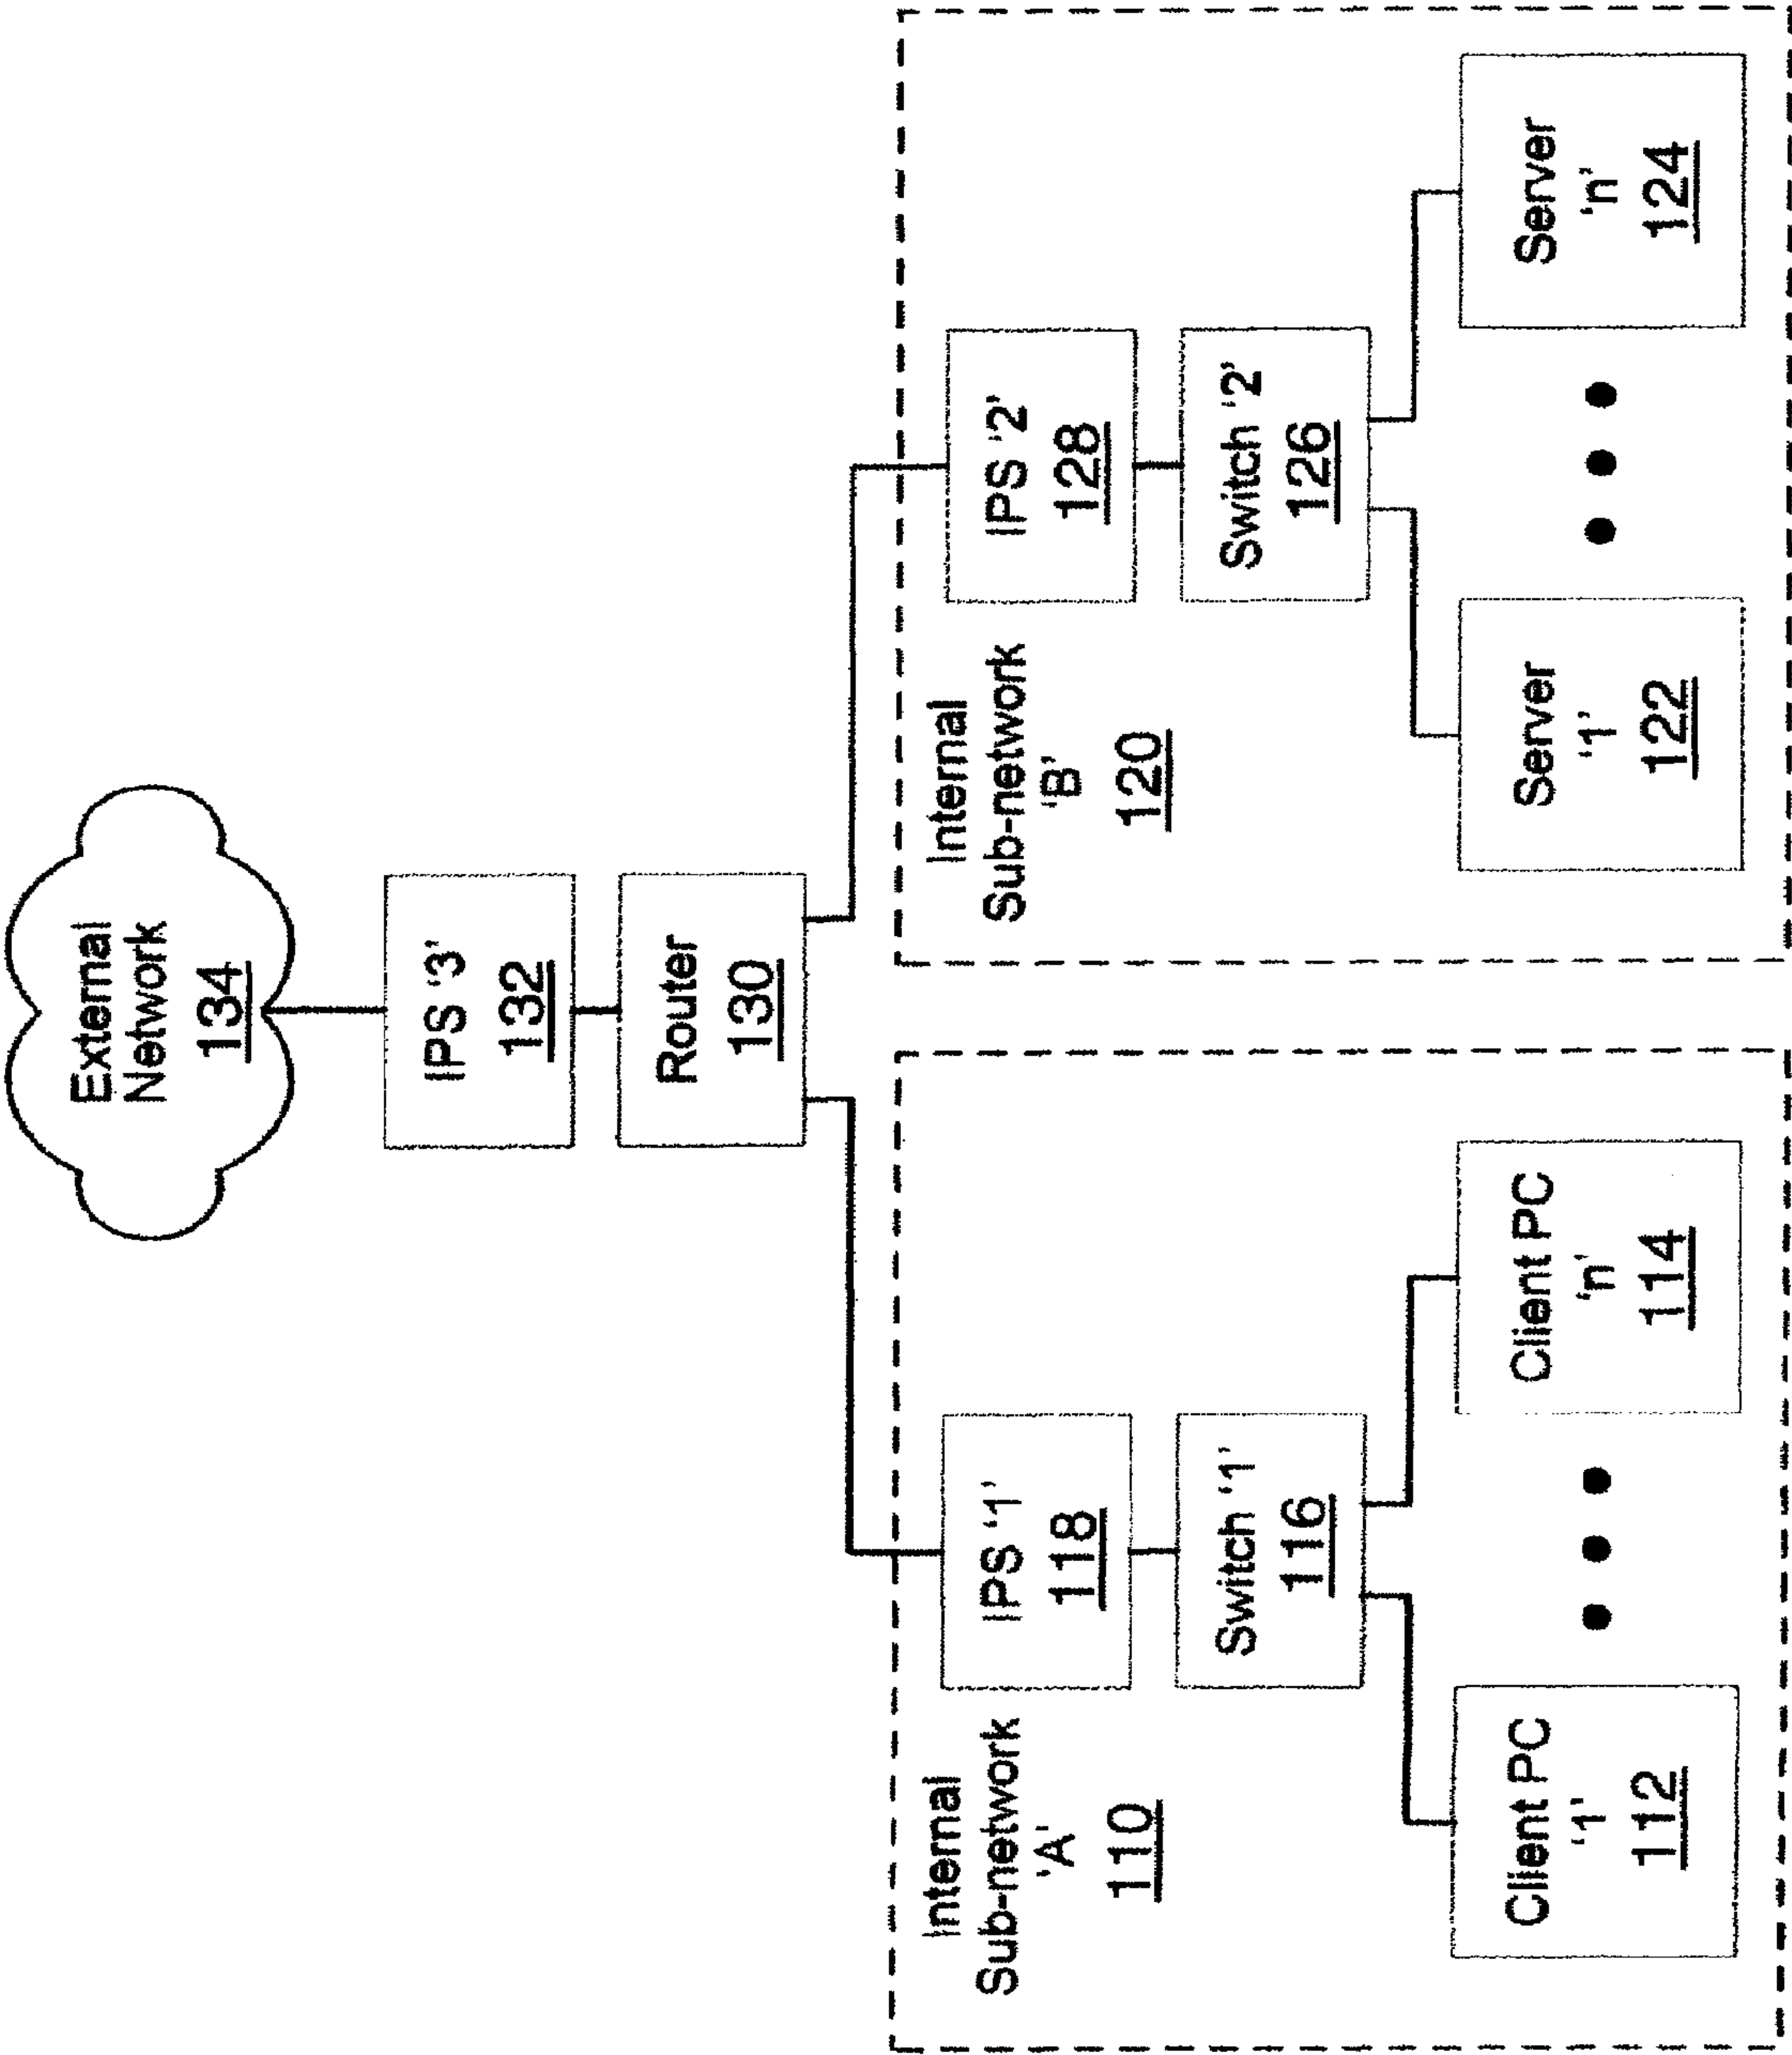 External
Network
134
IPS '3'
132
Router
130
Internal
Sub-network
'A'
110
IPS '1'
118
Switch '1'
116
Client PC
'1'
112
Client PC
'n'
114
Internal
Sub-network
'B'
120
IPS '2'
128
Switch '2'
126
Server
'1'
122
Server
'n'
124